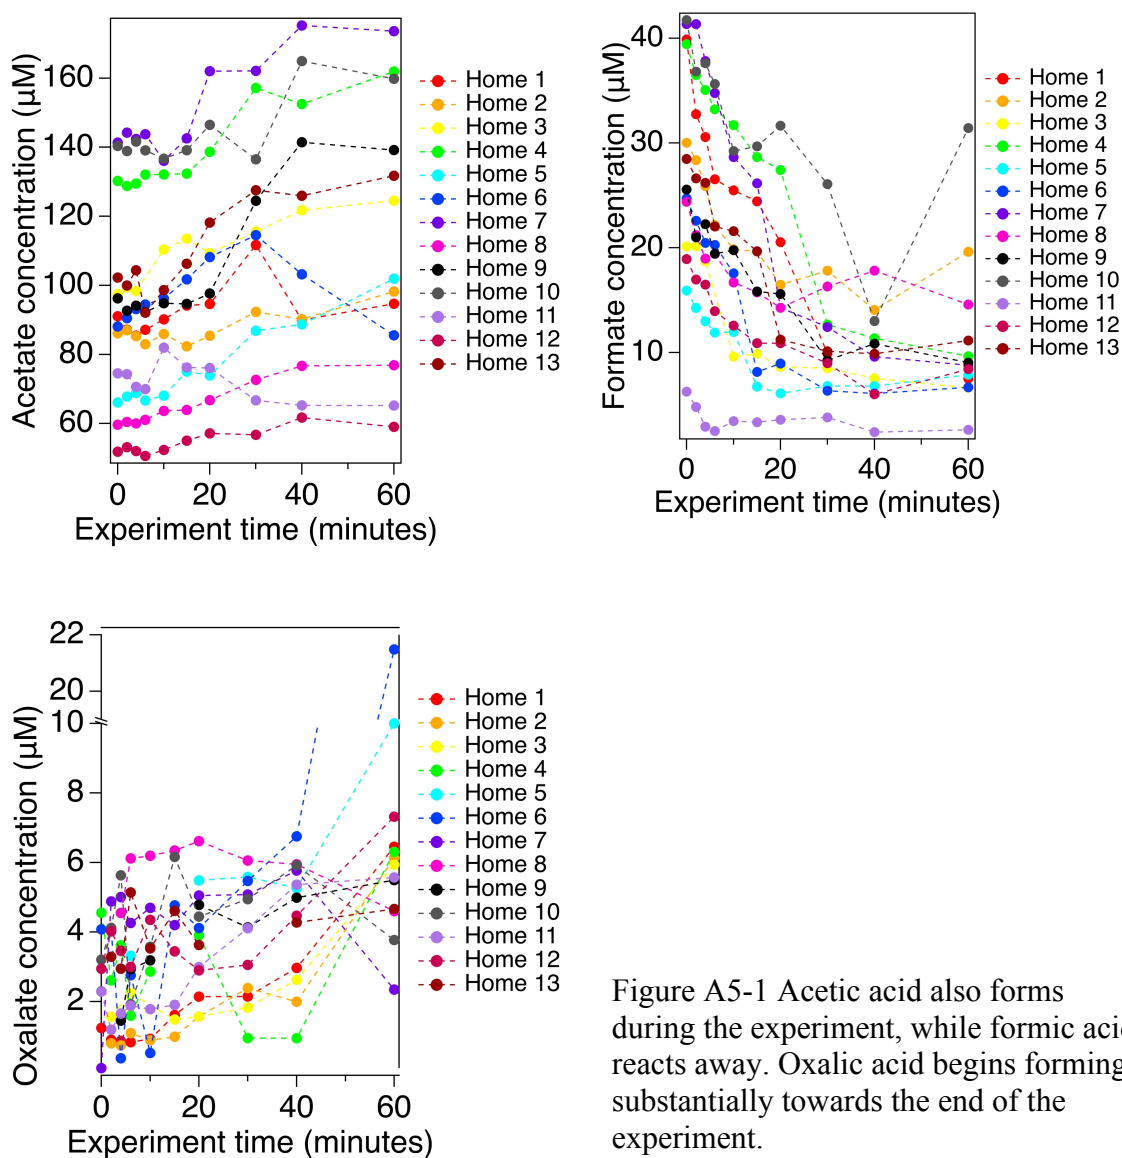 Acetate concentration (µM)
160
140
120
100
80
60
0
20
40
60
Experiment time (minutes)
Home 1
Home 2
Home 3
Home 4
Home 5
Home 6
Home 7
Home 8
Home 9
Home 10
Home 11
Home 12
Home 13
Formate concentration (µM)
40
30
20
10
0
20
40
60
Experiment time (minutes)
Home 1
Home 2
Home 3
Home 4
Home 5
Home 6
Home 7
Home 8
Home 9
Home 10
Home 11
Home 12
Home 13
Oxalate concentration (µM)
22
20
10
8
6
4
2
0
20
40
60
Experiment time (minutes)
Home 1
Home 2
Home 3
Home 4
Home 5
Home 6
Home 7
Home 8
Home 9
Home 10
Home 11
Home 12
Home 13
Figure A5-1 Acetic acid also forms
during the experiment, while formic acid
reacts away. Oxalic acid begins forming
substantially towards the end of the
experiment.